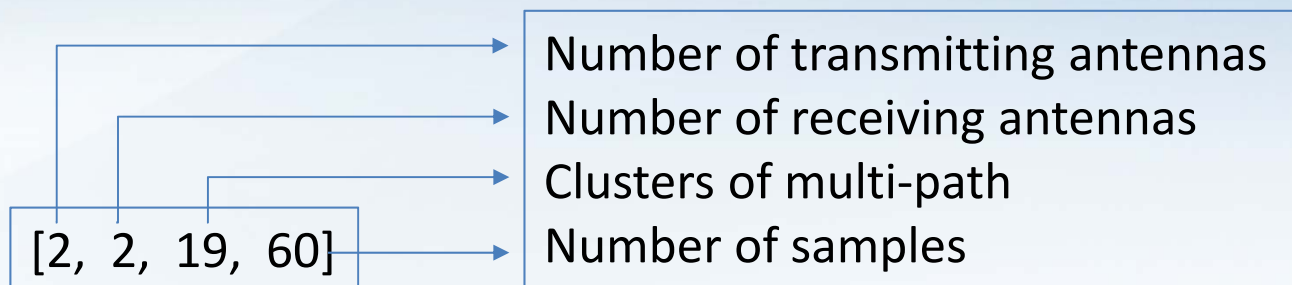 Number of transmitting antennas
Number of receiving antennas
Clusters of multi-path
[2, 2, 19, 60]
Number of samples